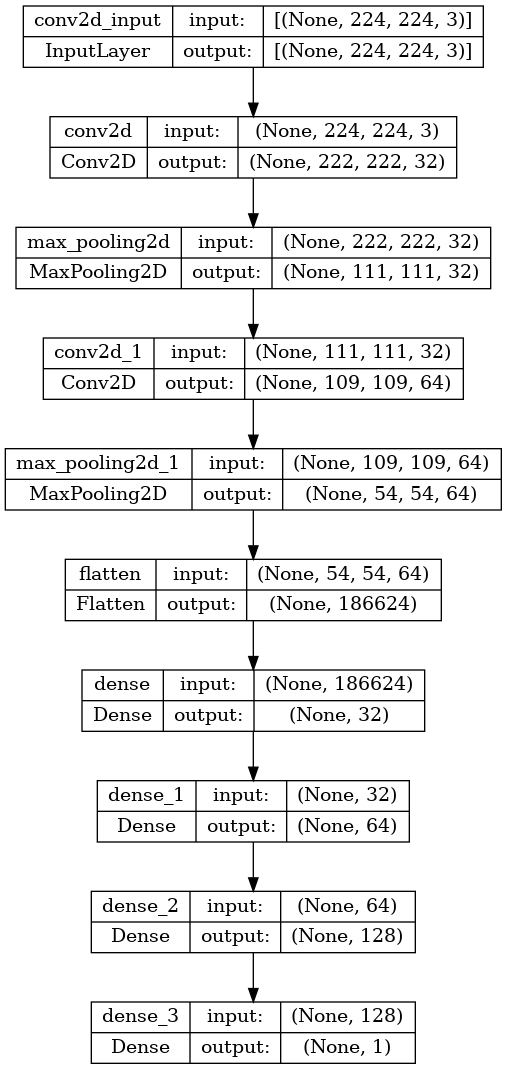 conv2d_input input: [(None, 224, 224, 3)]
InputLayer output: [(None, 224, 224, 3)]
conv2d input: (None, 224, 224, 3)
Conv2D output: (None, 222, 222, 32)
max_pooling2d input: (None, 222, 222, 32)
MaxPooling2D output: (None, 111, 111, 32)
conv2d_1 input: (None, 111, 111, 32)
Conv2D output: (None, 109, 109, 64)
max_pooling2d_1 input: (None, 109, 109, 64)
MaxPooling2D output: (None, 54, 54, 64)
flatten input: (None, 54, 54, 64)
Flatten output: (None, 186624)
dense input: (None, 186624)
Dense output: (None, 32)
dense_1 input: (None, 32)
Dense output: (None, 64)
dense_2 input: (None, 64)
Dense output: (None, 128)
dense_3 input: (None, 128)
Dense output: (None, 1)